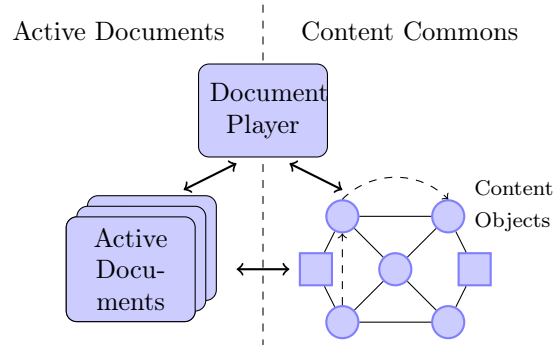 Active Documents
Content Commons
Document
Player
Content
Objects
Active
Docu-
ments